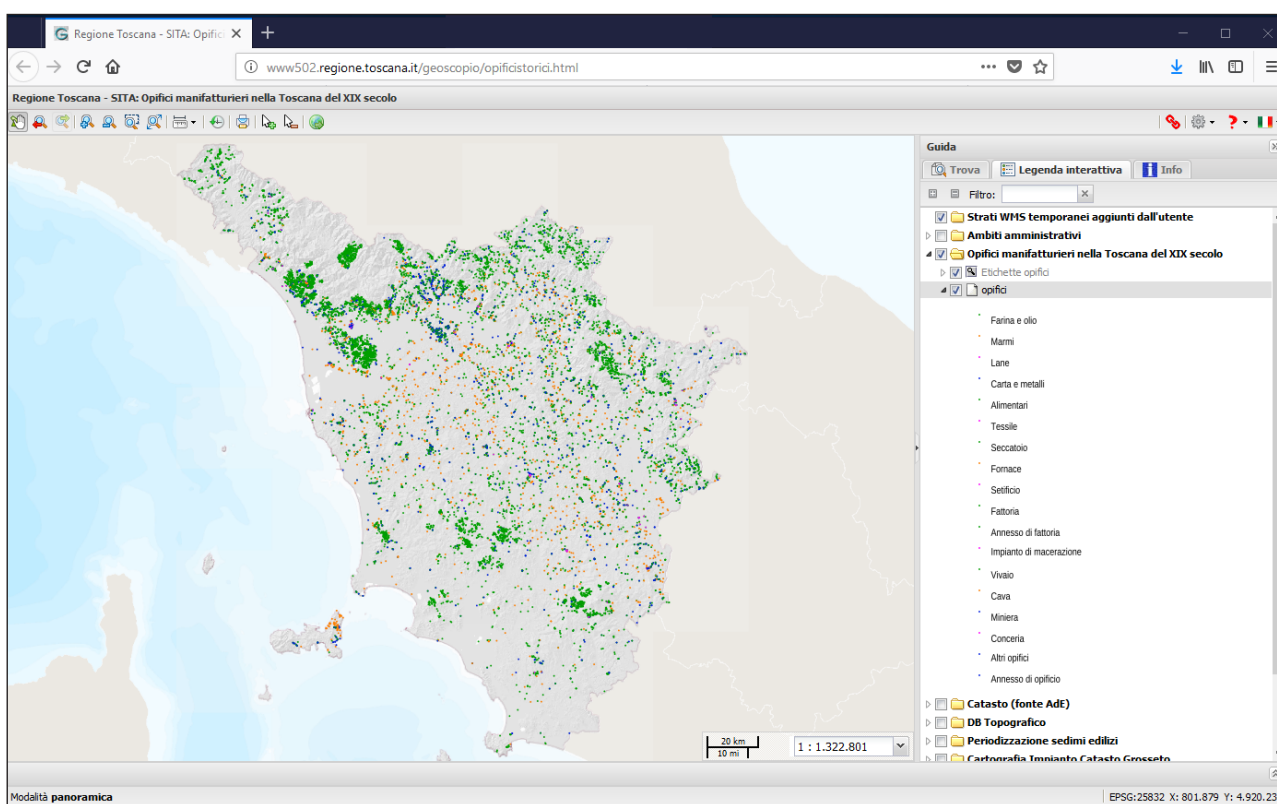 Regione Toscana - SITA: Opific
www502.regione.toscana.it/geoscopio/opificistorici.html
Regione Toscana - SITA: Opifici manifatturieri nella Toscana del XIX secolo
Guida
Trova Legenda interattiva Info
Filtro:
Strati WMS temporanei aggiunti dall'utente
Ambiti amministrativi
Opifici manifatturieri nella Toscana del XIX secolo
Etichette opifici
opifici
Farina e olio
Marmi
Lane
Carta e metalli
Alimentari
Tessile
Seccatoio
Fornace
Setificio
Fattoria
Annesso di fattoria
Impianto di macerazione
Vivaio
Cava
Miniera
Conceria
Altri opifici
Annesso di opificio
Catasto (fonte AdE)
DB Topografico
Periodizzazione sedimi edilizi
Cartografia Impianto Catasto Grosseto
20 km
10 mi
1 : 1.322.801
Modalità panoramica
EPSG:25832 X: 801.879 Y: 4.920.23